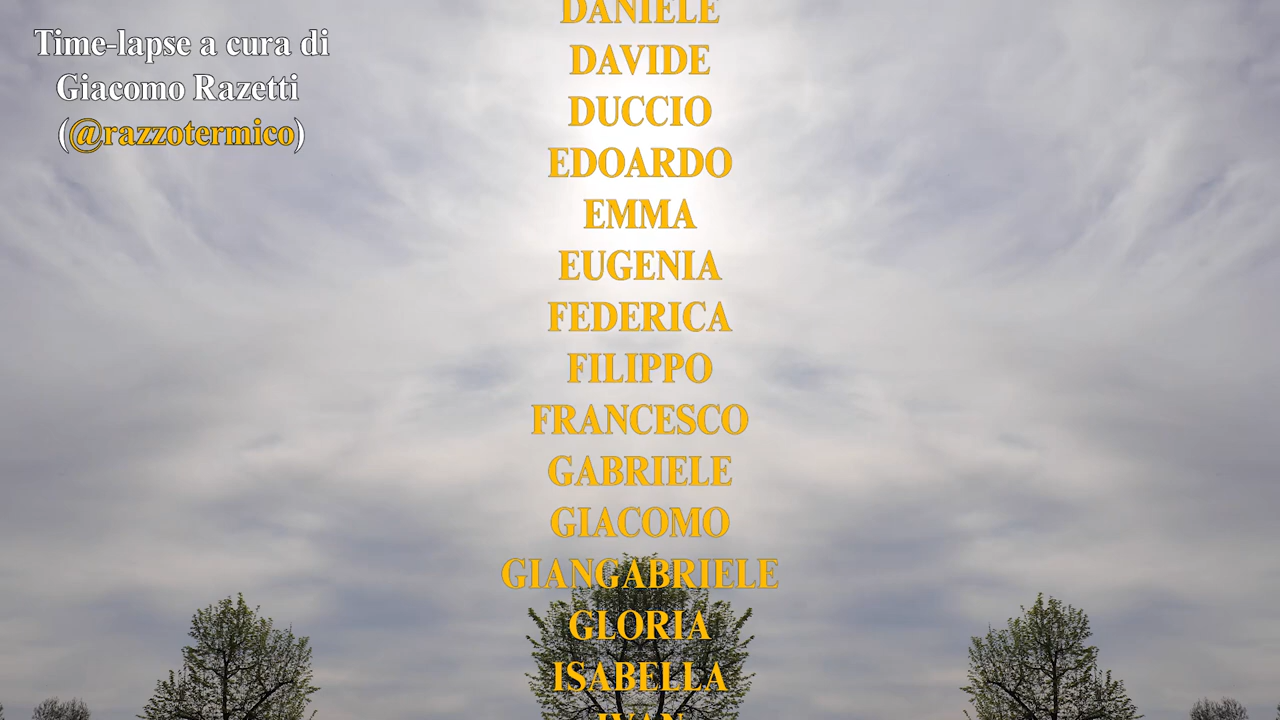 Time-lapse a cura di
Giacomo Razetti
(@razzotermico)
DANIELE
DAVIDE
DUCCIO
EDOARDO
EMMA
EUGENIA
FEDERICA
FILIPPO
FRANCESCO
GABRIELE
GIACOMO
GIANGABRIELE
GLORIA
ISABELLA
IVAN